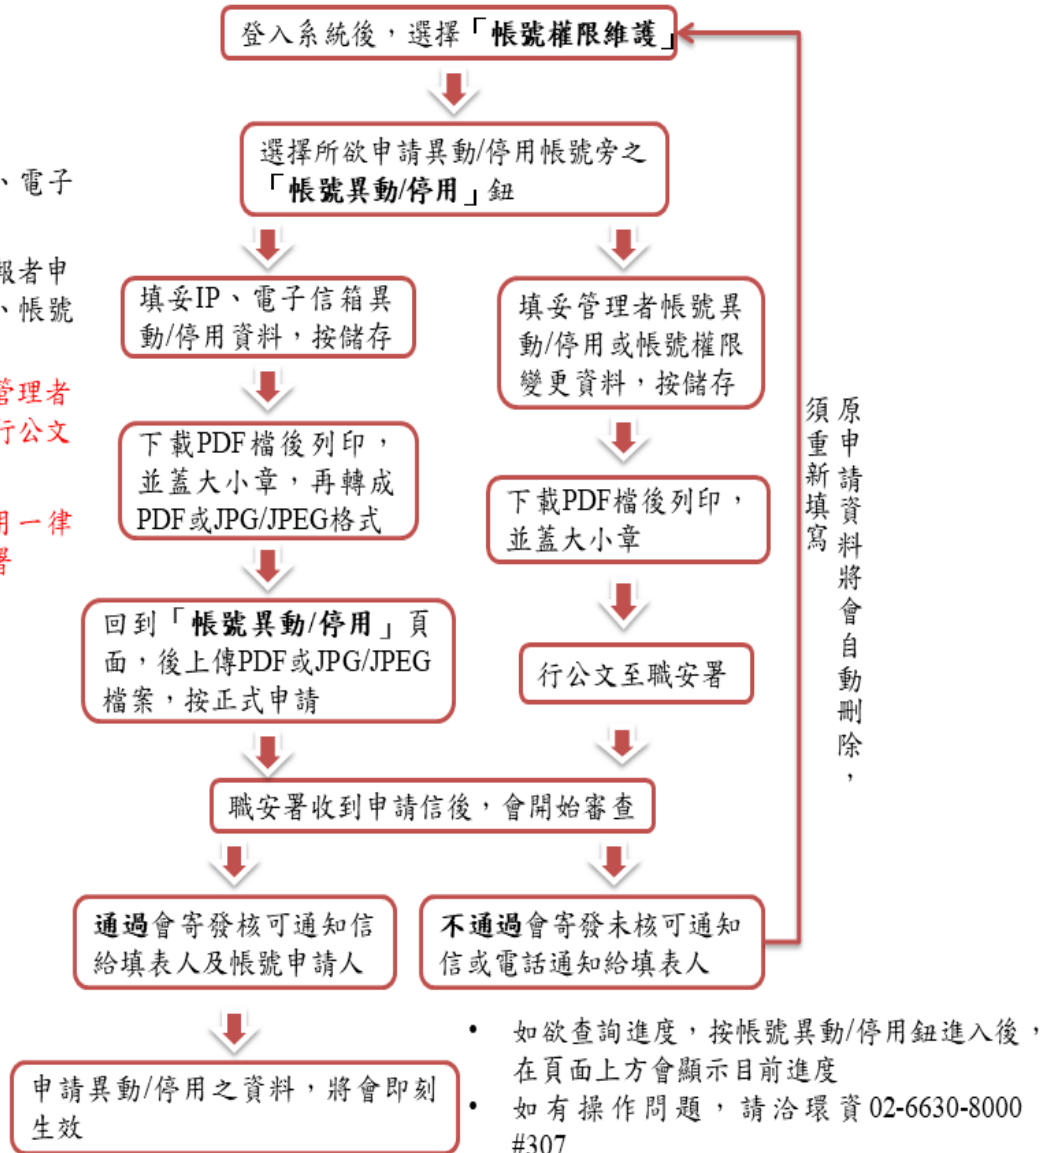 登入系統後，選擇「帳號權限維護」
選擇所欲申請異動/停用帳號旁之
「帳號異動/停用」鈕
、電子
報者申
、帳號
管理者
行公文
用一律
署
填妥IP、電子信箱異
動/停用資料，按儲存
下載PDF檔後列印，
並蓋大小章，再轉成
PDF或JPG/JPEG格式
回到「帳號異動/停用」頁
面，後上傳PDF或JPG/JPEG
檔案，按正式申請
填妥管理者帳號異
動/停用或帳號權限
變更資料，按儲存
下載PDF檔後列印，
並蓋大小章
行公文至職安署
職安署收到申請信後，會開始審查
通過會寄發核可通知信
給填表人及帳號申請人
不通過會寄發未核可通知
信或電話通知給填表人
原申請資料將會自動刪除，
須重新填寫
申請異動/停用之資料，將會即刻
生效
• 如欲查詢進度，按帳號異動/停用鈕進入後，
在頁面上方會顯示目前進度
• 如有操作問題，請洽環資02-6630-8000
#307